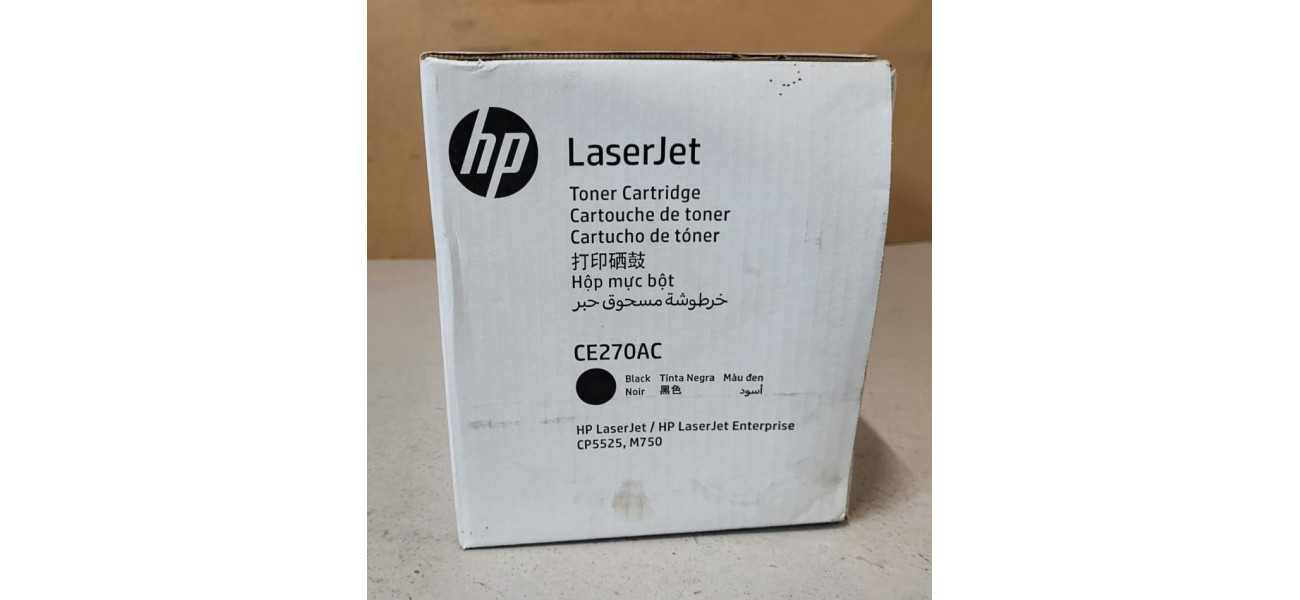 hp
LaserJet
Toner Cartridge
Cartouche de toner
Cartucho de tóner
打印硒鼓
Hộp mực bột
خرطوشة مسحوق حبر
CE270AC
Black Tinta Negra Màu đen
Noir 黑色 أسود
HP LaserJet / HP LaserJet Enterprise
CP5525, M750